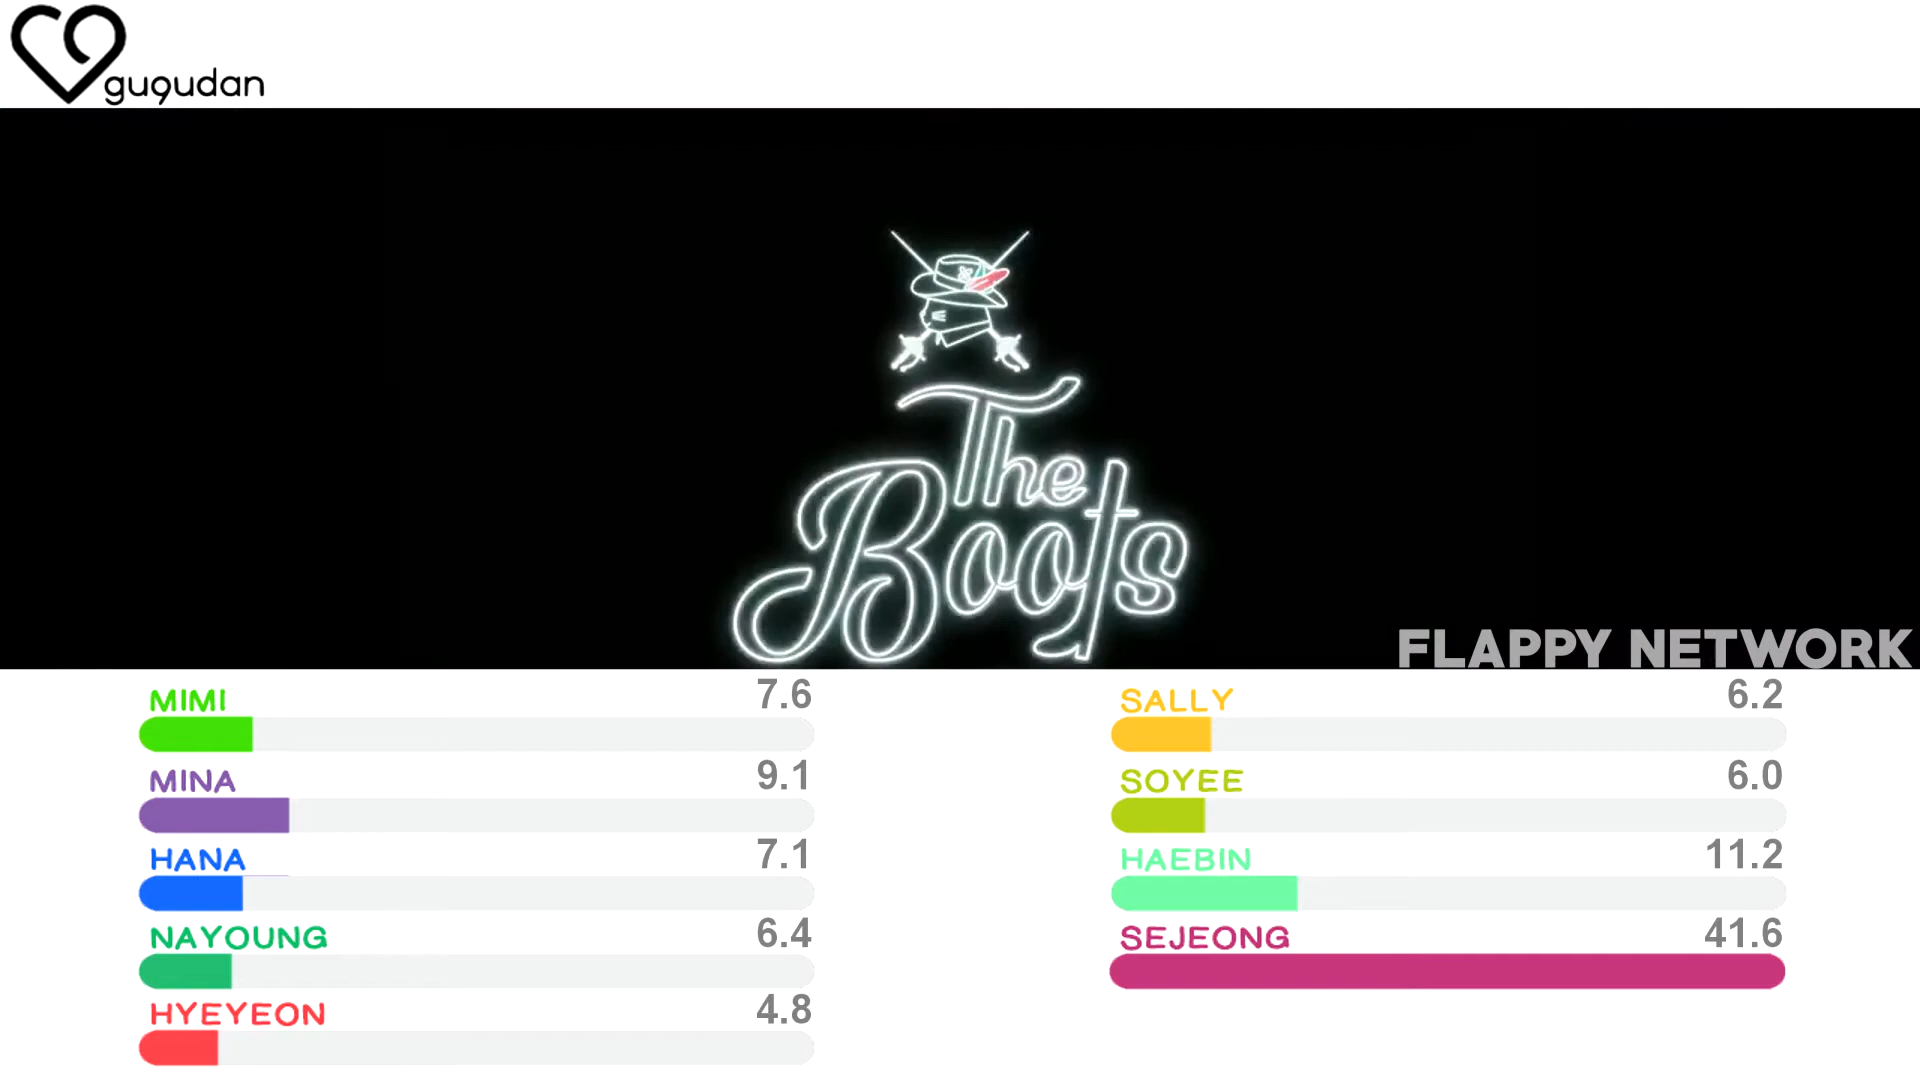 gugudan
The
Boots
FLAPPY NETWORK
MIMI 7.6
MINA 9.1
HANA 7.1
NAYOUNG 6.4
HYEYEON 4.8
SALLY 6.2
SOYEE 6.0
HAEBIN 11.2
SEJEONG 41.6